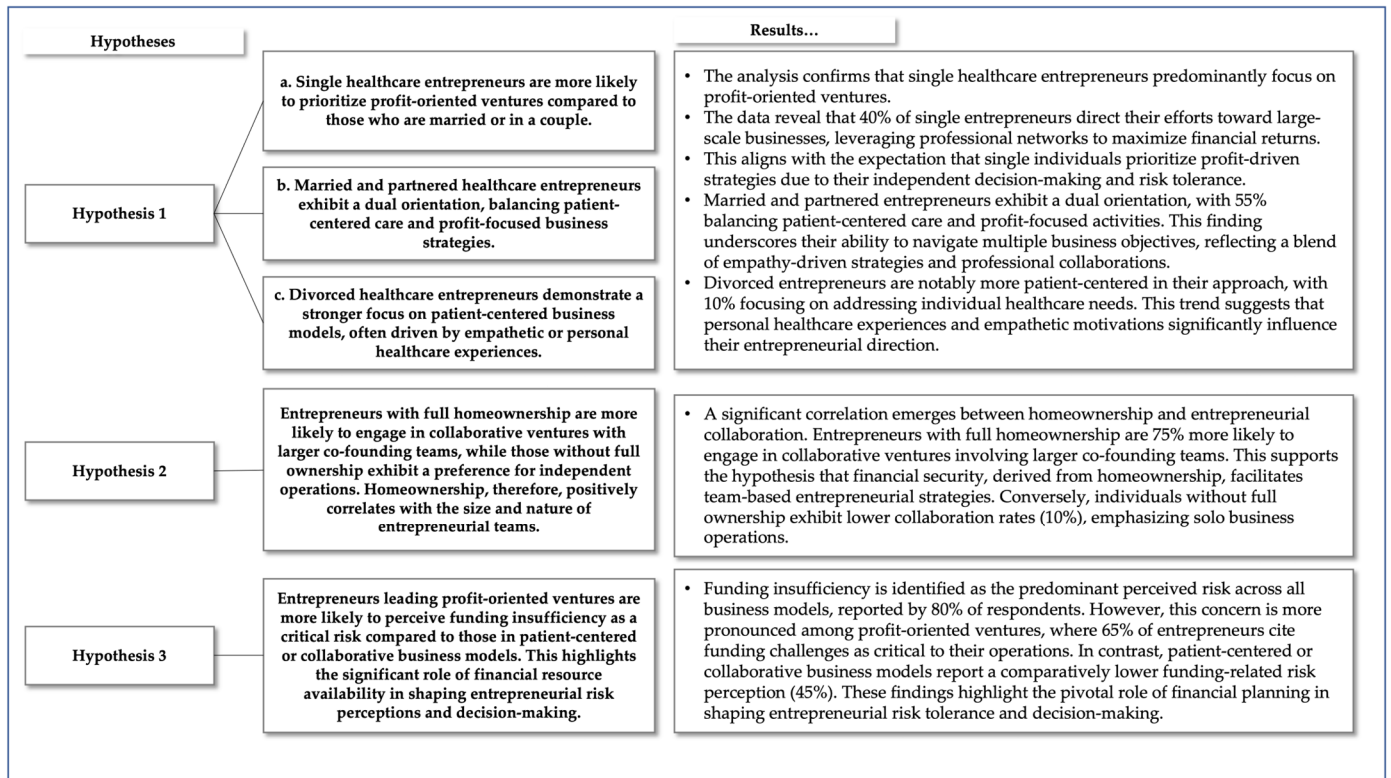 Hypotheses
Results…
Hypothesis 1
a. Single healthcare entrepreneurs are more likely
to prioritize profit-oriented ventures compared to
those who are married or in a couple.
b. Married and partnered healthcare entrepreneurs
exhibit a dual orientation, balancing patient-
centered care and profit-focused business
strategies.
c. Divorced healthcare entrepreneurs demonstrate a
stronger focus on patient-centered business
models, often driven by empathetic or personal
healthcare experiences.
• The analysis confirms that single healthcare entrepreneurs predominantly focus on
profit-oriented ventures.
• The data reveal that 40% of single entrepreneurs direct their efforts toward large-
scale businesses, leveraging professional networks to maximize financial returns.
• This aligns with the expectation that single individuals prioritize profit-driven
strategies due to their independent decision-making and risk tolerance.
• Married and partnered entrepreneurs exhibit a dual orientation, with 55%
balancing patient-centered care and profit-focused activities. This finding
underscores their ability to navigate multiple business objectives, reflecting a blend
of empathy-driven strategies and professional collaborations.
• Divorced entrepreneurs are notably more patient-centered in their approach, with
10% focusing on addressing individual healthcare needs. This trend suggests that
personal healthcare experiences and empathetic motivations significantly influence
their entrepreneurial direction.
Hypothesis 2
Entrepreneurs with full homeownership are more
likely to engage in collaborative ventures with
larger co-founding teams, while those without full
ownership exhibit a preference for independent
operations. Homeownership, therefore, positively
correlates with the size and nature of
entrepreneurial teams.
• A significant correlation emerges between homeownership and entrepreneurial
collaboration. Entrepreneurs with full homeownership are 75% more likely to
engage in collaborative ventures involving larger co-founding teams. This supports
the hypothesis that financial security, derived from homeownership, facilitates
team-based entrepreneurial strategies. Conversely, individuals without full
ownership exhibit lower collaboration rates (10%), emphasizing solo business
operations.
Hypothesis 3
Entrepreneurs leading profit-oriented ventures are
more likely to perceive funding insufficiency as a
critical risk compared to those in patient-centered
or collaborative business models. This highlights
the significant role of financial resource
availability in shaping entrepreneurial risk
perceptions and decision-making.
• Funding insufficiency is identified as the predominant perceived risk across all
business models, reported by 80% of respondents. However, this concern is more
pronounced among profit-oriented ventures, where 65% of entrepreneurs cite
funding challenges as critical to their operations. In contrast, patient-centered or
collaborative business models report a comparatively lower funding-related risk
perception (45%). These findings highlight the pivotal role of financial planning in
shaping entrepreneurial risk tolerance and decision-making.